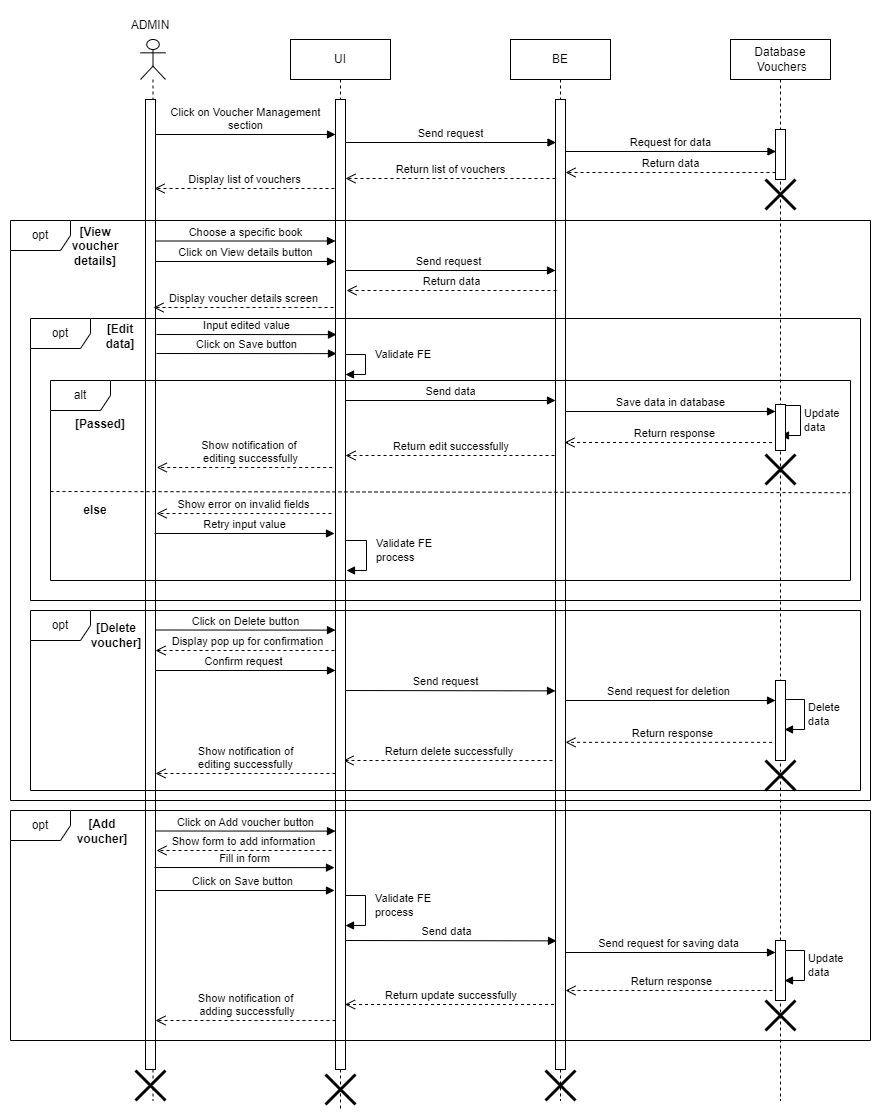 ADMIN
UI
BE
Database
Vouchers
Click on Voucher Management
section
Send request
Request for data
Return data
Return list of vouchers
Display list of vouchers
opt
[View
voucher
details]
Choose a specific book
Click on View details button
Send request
Return data
Display voucher details screen
opt
[Edit
data]
Input edited value
Click on Save button
Validate FE
alt
[Passed]
Send data
Save data in database
Update
data
Return response
Return edit successfully
Show notification of
editing successfully
else
Show error on invalid fields
Retry input value
Validate FE
process
opt
[Delete
voucher]
Click on Delete button
Display pop up for confirmation
Confirm request
Send request
Send request for deletion
Delete
data
Return response
Return delete successfully
Show notification of
editing successfully
opt
[Add
voucher]
Click on Add voucher button
Show form to add information
Fill in form
Click on Save button
Validate FE
process
Send data
Send request for saving data
Update
data
Return response
Return update successfully
Show notification of
adding successfully